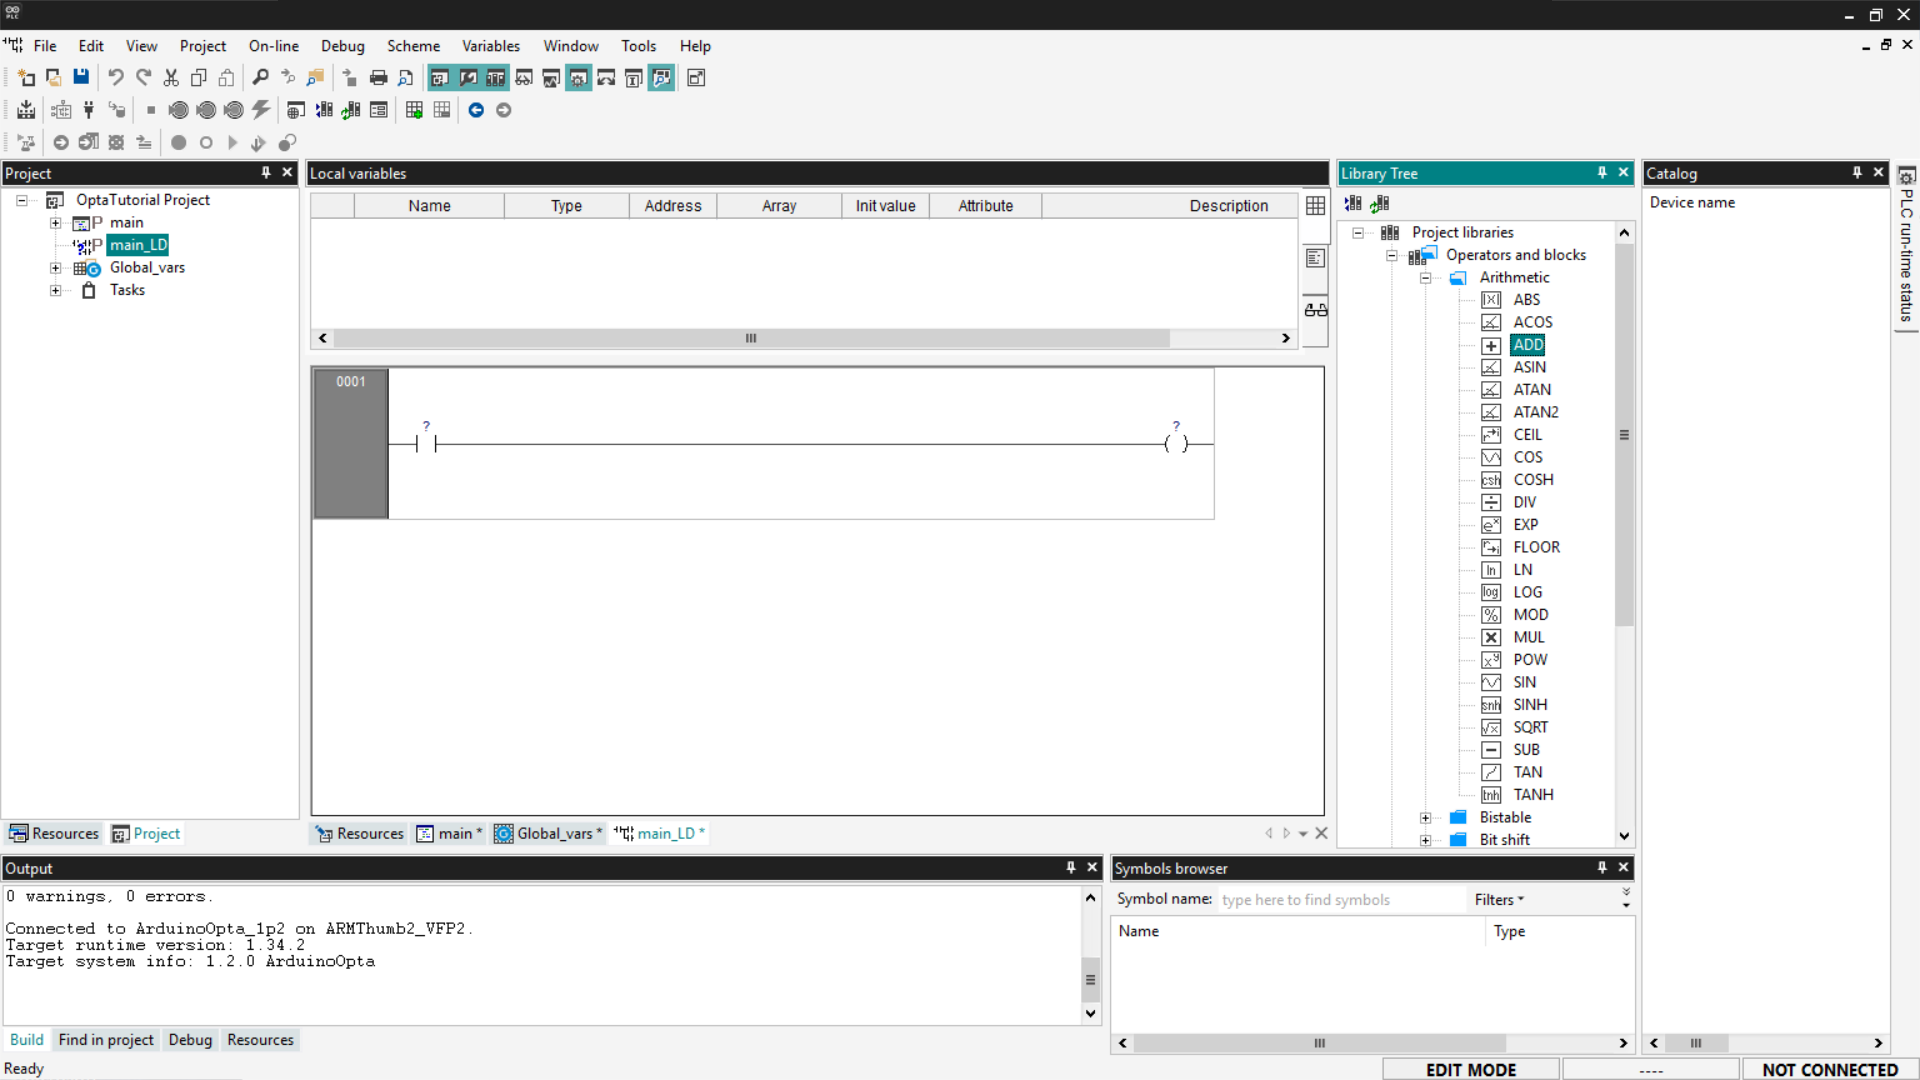 PLC
File Edit View Project On-line Debug Scheme Variables Window Tools Help
Project
OptaTutorial Project
P main
P main_LD
Global_vars
Tasks
Resources Project
Local variables
Name Type Address Array Init value Attribute Description
0001
? ?
Resources main * Global_vars * main_LD *
Library Tree
Project libraries
Operators and blocks
Arithmetic
ABS
ACOS
ADD
ASIN
ATAN
ATAN2
CEIL
COS
csh COSH
DIV
EXP
FLOOR
ln LN
log LOG
MOD
MUL
POW
SIN
snh SINH
SQRT
SUB
TAN
tnh TANH
Bistable
Bit shift
Catalog
Device name
PLC run-time status
Output
0 warnings, 0 errors.
Connected to ArduinoOpta_1p2 on ARMThumb2_VFP2.
Target runtime version: 1.34.2
Target system info: 1.2.0 ArduinoOpta
Build Find in project Debug Resources
Symbols browser
Symbol name: type here to find symbols Filters
Name Type
Ready EDIT MODE ---- NOT CONNECTED